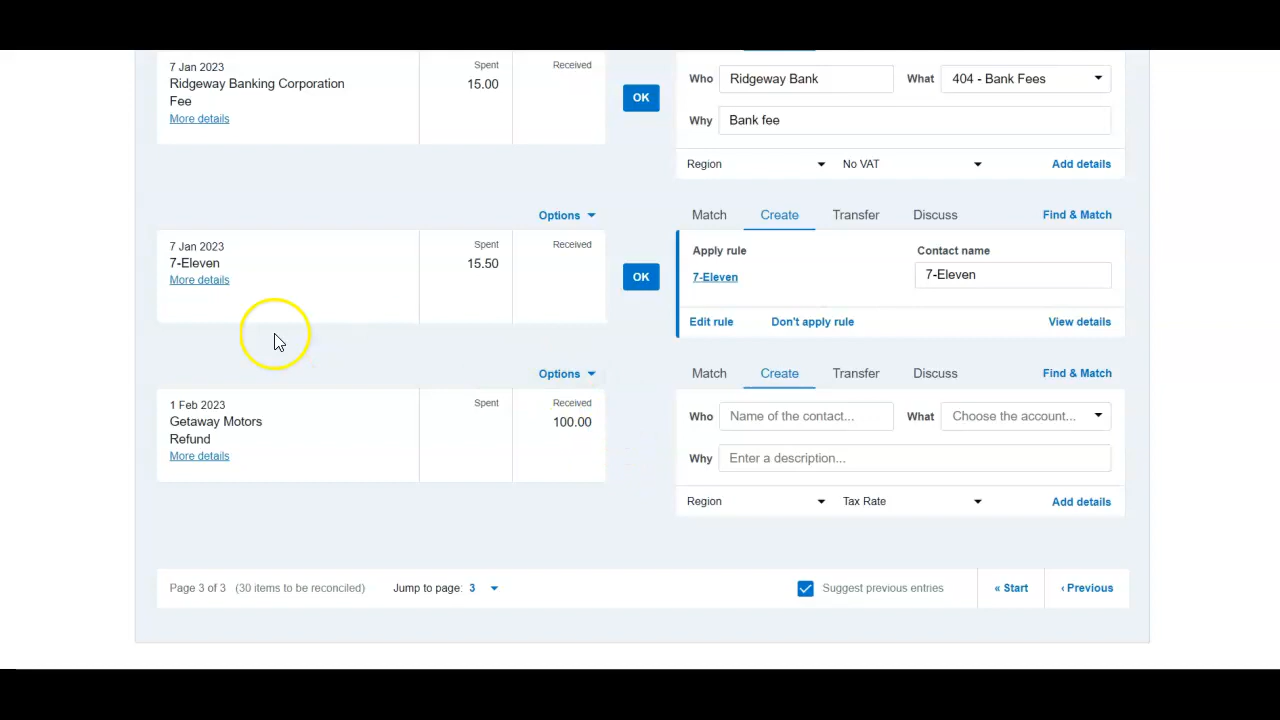 7 Jan 2023
Ridgeway Banking Corporation
Fee
More details
Spent
15.00
Received
OK
Who Ridgeway Bank What 404 - Bank Fees
Why Bank fee
Region No VAT Add details
Options
7 Jan 2023
7-Eleven
More details
Spent
15.50
Received
OK
Match Create Transfer Discuss Find & Match
Apply rule Contact name
7-Eleven 7-Eleven
Edit rule Don't apply rule View details
Options
1 Feb 2023
Getaway Motors
Refund
More details
Spent
Received
100.00
Match Create Transfer Discuss Find & Match
Who Name of the contact... What Choose the account...
Why Enter a description...
Region Tax Rate Add details
Page 3 of 3 (30 items to be reconciled) Jump to page: 3 Suggest previous entries « Start ‹ Previous